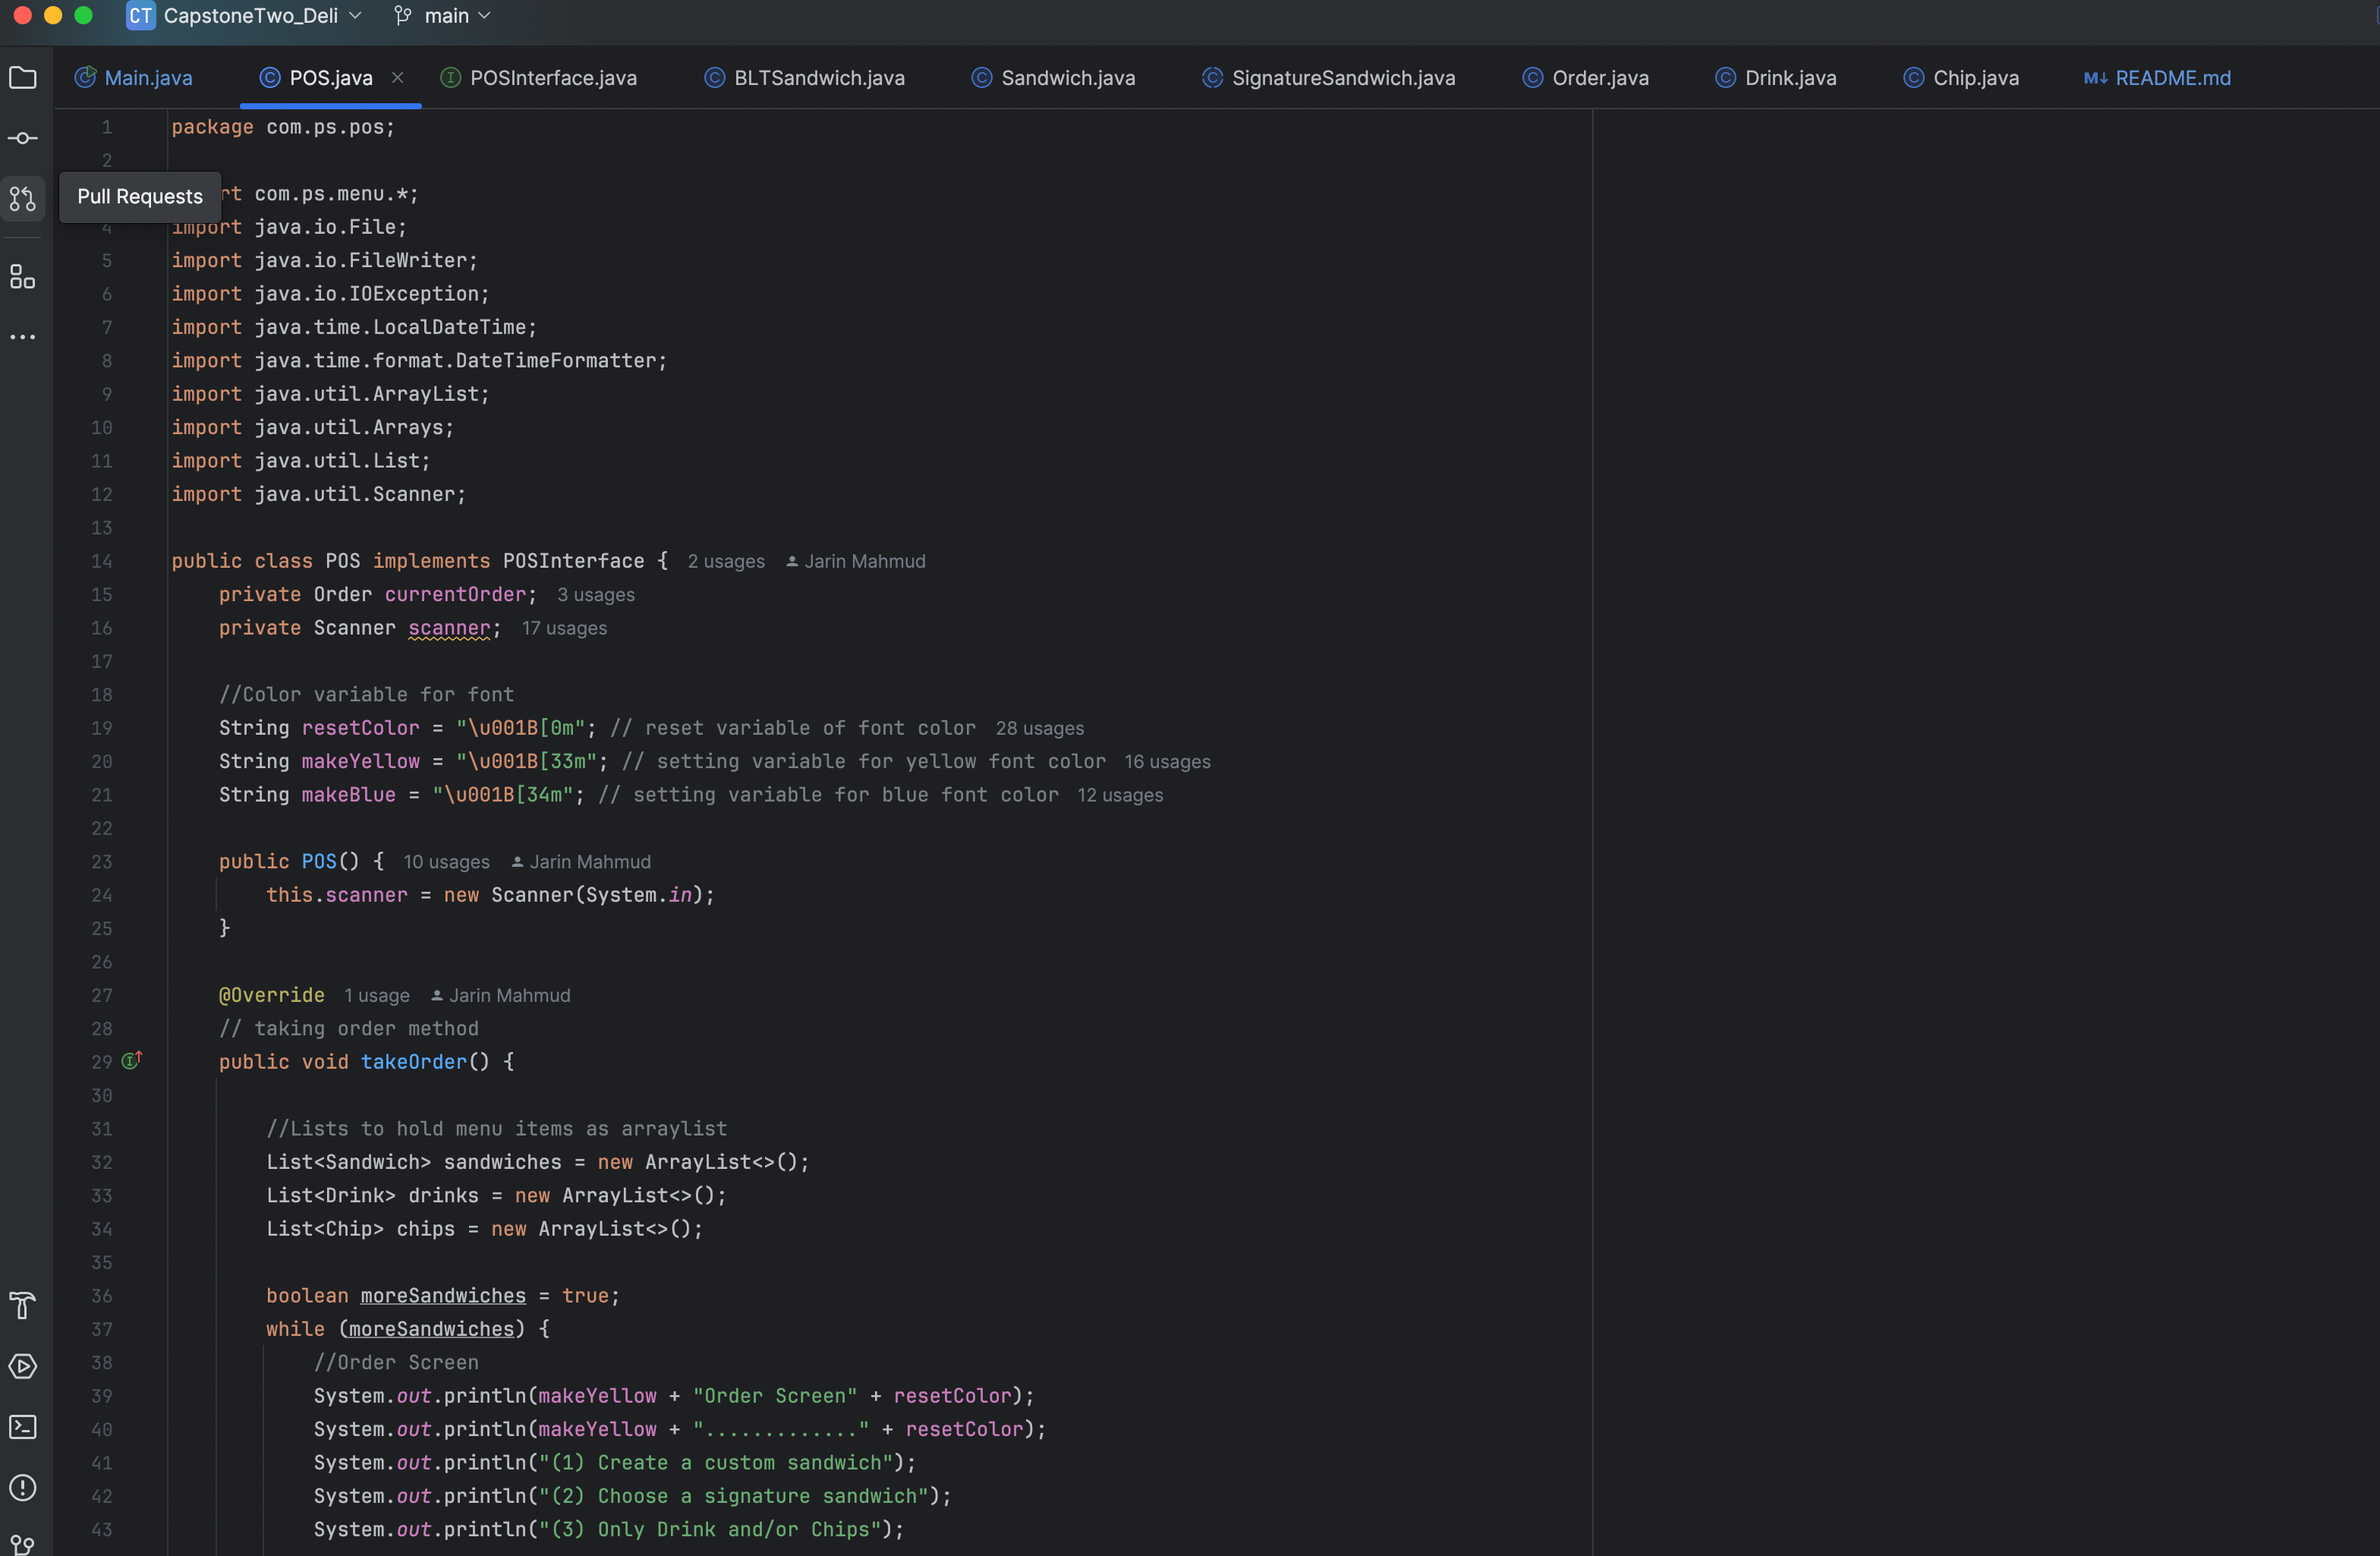 CT CapstoneTwo_Deli main
Main.java POS.java POSInterface.java BLTSandwich.java Sandwich.java SignatureSandwich.java Order.java Drink.java Chip.java M↓ README.md
1 package com.ps.pos;
2
Pull Requests
rt com.ps.menu.*;
4 import java.io.File;
5 import java.io.FileWriter;
6 import java.io.IOException;
7 import java.time.LocalDateTime;
8 import java.time.format.DateTimeFormatter;
9 import java.util.ArrayList;
10 import java.util.Arrays;
11 import java.util.List;
12 import java.util.Scanner;
13
14 public class POS implements POSInterface { 2 usages Jarin Mahmud
15 private Order currentOrder; 3 usages
16 private Scanner scanner; 17 usages
17
18 //Color variable for font
19 String resetColor = "\u001B[0m"; // reset variable of font color 28 usages
20 String makeYellow = "\u001B[33m"; // setting variable for yellow font color 16 usages
21 String makeBlue = "\u001B[34m"; // setting variable for blue font color 12 usages
22
23 public POS() { 10 usages Jarin Mahmud
24 this.scanner = new Scanner(System.in);
25 }
26
27 @Override 1 usage Jarin Mahmud
28 // taking order method
29 public void takeOrder() {
30
31 //Lists to hold menu items as arraylist
32 List<Sandwich> sandwiches = new ArrayList<>();
33 List<Drink> drinks = new ArrayList<>();
34 List<Chip> chips = new ArrayList<>();
35
36 boolean moreSandwiches = true;
37 while (moreSandwiches) {
38 //Order Screen
39 System.out.println(makeYellow + "Order Screen" + resetColor);
40 System.out.println(makeYellow + "............." + resetColor);
41 System.out.println("(1) Create a custom sandwich");
42 System.out.println("(2) Choose a signature sandwich");
43 System.out.println("(3) Only Drink and/or Chips");